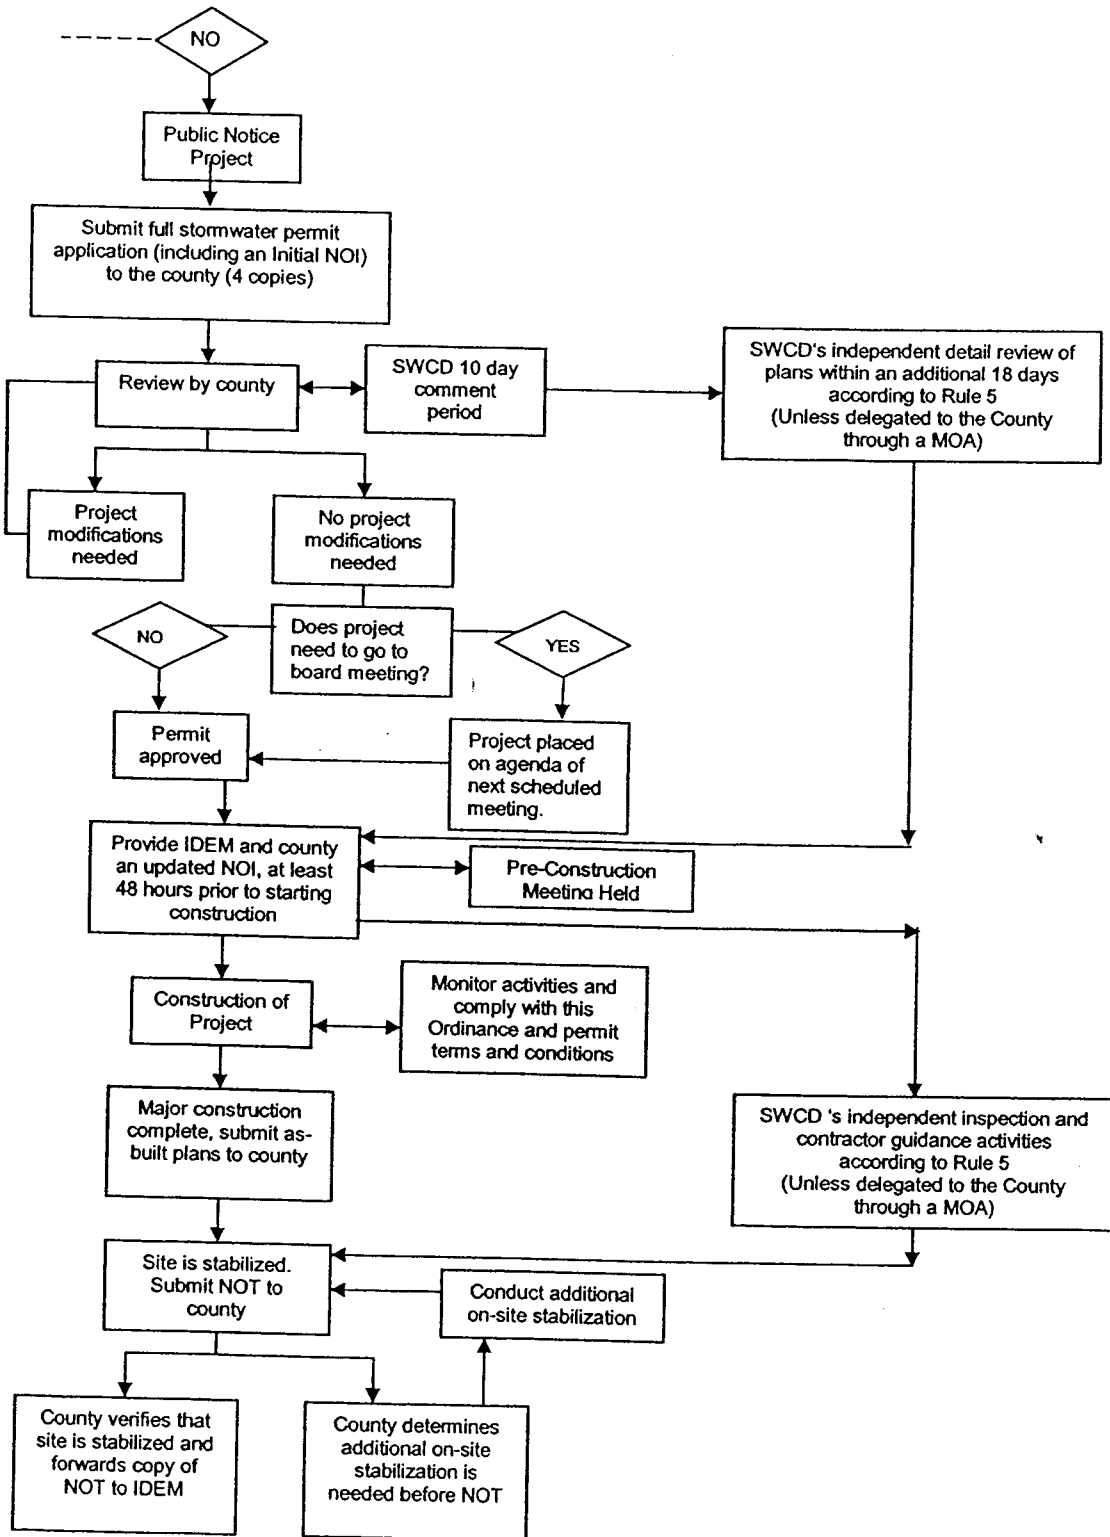 NO
Public Notice
Project
Submit full stormwater permit
application (including an Initial NOI)
to the county (4 copies)
Review by county
SWCD 10 day
comment
period
SWCD's independent detail review of
plans within an additional 18 days
according to Rule 5
(Unless delegated to the County
through a MOA)
Project
modifications
needed
No project
modifications
needed
NO
Does project
need to go to
board meeting?
YES
Permit
approved
Project placed
on agenda of
next scheduled
meeting.
Provide IDEM and county
an updated NOI, at least
48 hours prior to starting
construction
Pre-Construction
Meeting Held
Construction of
Project
Monitor activities and
comply with this
Ordinance and permit
terms and conditions
Major construction
complete, submit as-
built plans to county
SWCD 's independent inspection and
contractor guidance activities
according to Rule 5
(Unless delegated to the County
through a MOA)
Site is stabilized.
Submit NOT to
county
Conduct additional
on-site stabilization
County verifies that
site is stabilized and
forwards copy of
NOT to IDEM
County determines
additional on-site
stabilization is
needed before NOT